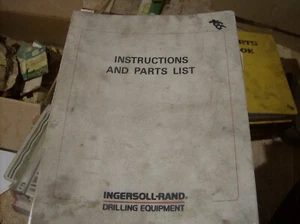 INSTRUCTIONS
AND PARTS LIST
INGERSOLL-RAND®
DRILLING EQUIPMENT